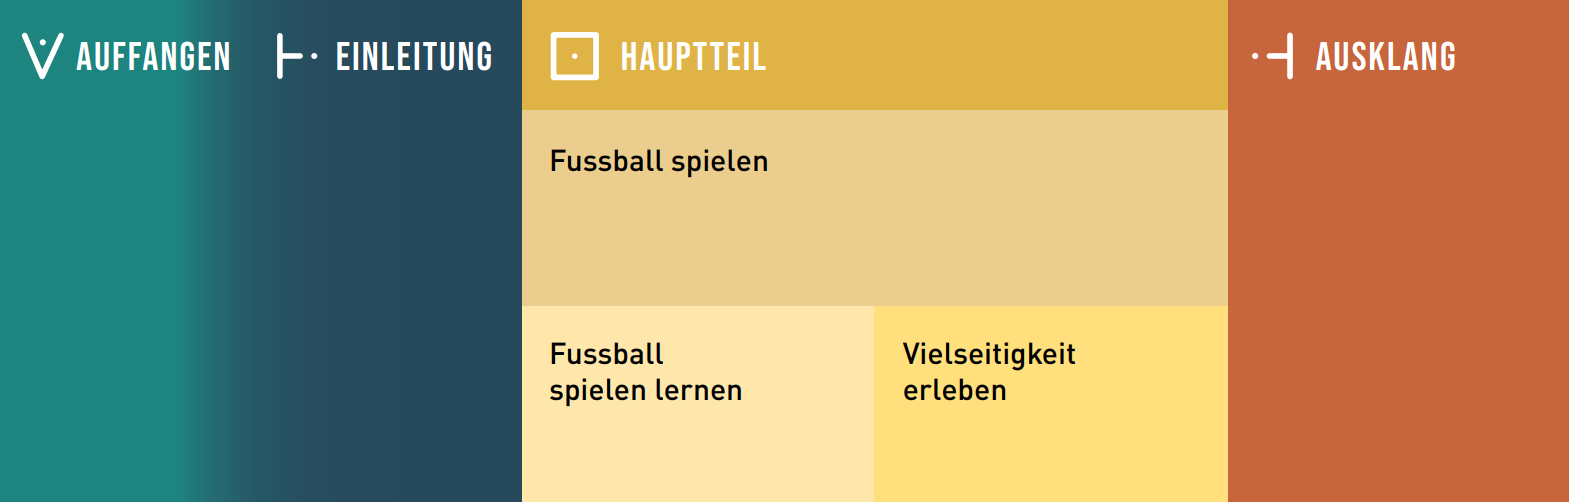 AUFFANGEN
EINLEITUNG
HAUPTTEIL
AUSKLANG
Fussball spielen
Fussball
spielen lernen
Vielseitigkeit
erleben